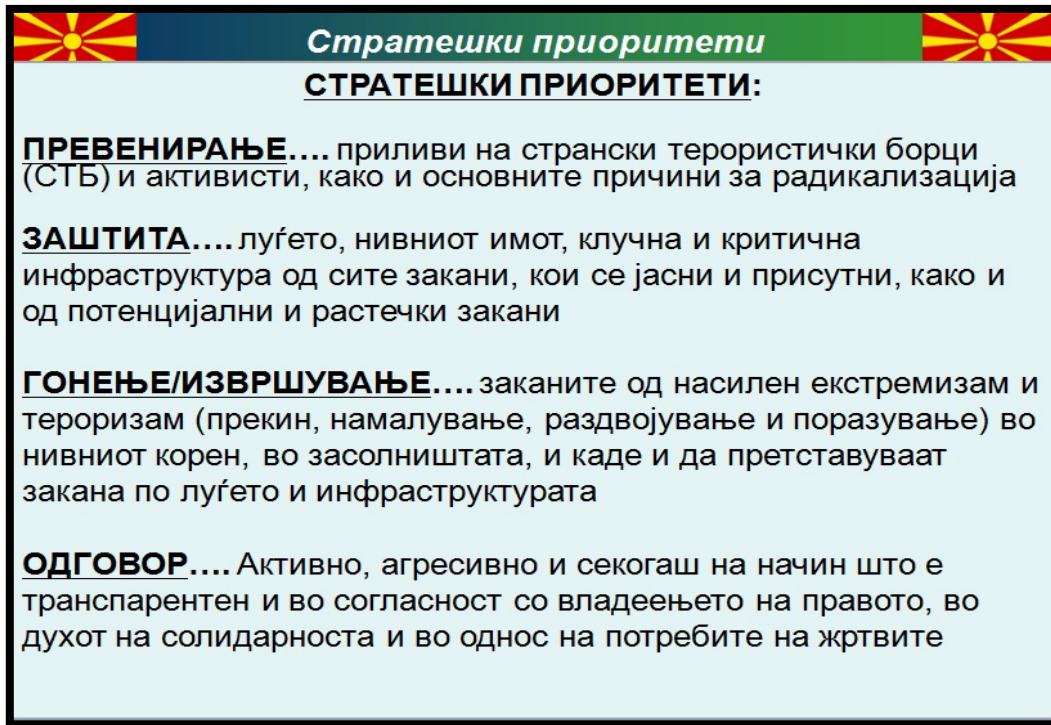 Стратешки приоритети
СТРАТЕШКИ ПРИОРИТЕТИ:
ПРЕВЕНИРАЊЕ…. приливи на странски терористички борци
(СТБ) и активисти, како и основните причини за радикализација
ЗАШТИТА…. луѓето, нивниот имот, клучна и критична
инфраструктура од сите закани, кои се јасни и присутни, како и
од потенцијални и растечки закани
ГОНЕЊЕ/ИЗВРШУВАЊЕ…. заканите од насилен екстремизам и
тероризам (прекин, намалување, раздвојување и поразување) во
нивниот корен, во засолништата, и каде и да претставуваат
закана по луѓето и инфраструктурата
ОДГОВОР…. Активно, агресивно и секогаш на начин што е
транспарентен и во согласност со владеењето на правото, во
духот на солидарноста и во однос на потребите на жртвите